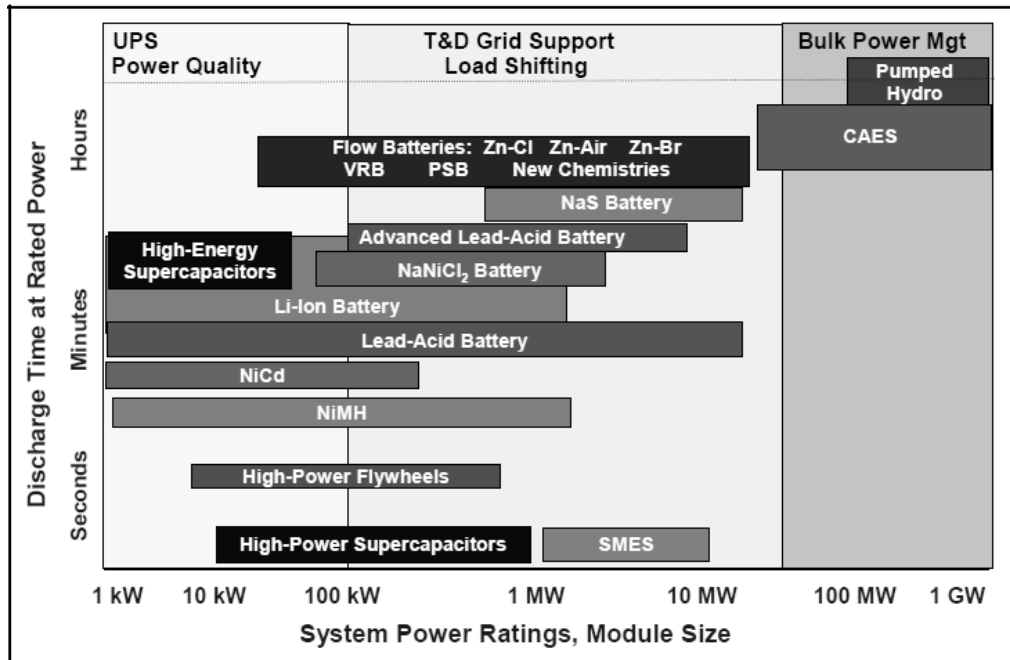 UPS
Power Quality
T&D Grid Support
Load Shifting
Bulk Power Mgt
Pumped
Hydro
CAES
Flow Batteries: Zn-Cl Zn-Air Zn-Br
VRB PSB New Chemistries
NaS Battery
Advanced Lead-Acid Battery
High-Energy
Supercapacitors
NaNiCl₂ Battery
Li-Ion Battery
Lead-Acid Battery
NiCd
NiMH
High-Power Flywheels
High-Power Supercapacitors
SMES
Discharge Time at Rated Power
Hours
Minutes
Seconds
1 kW 10 kW 100 kW 1 MW 10 MW 100 MW 1 GW
System Power Ratings, Module Size